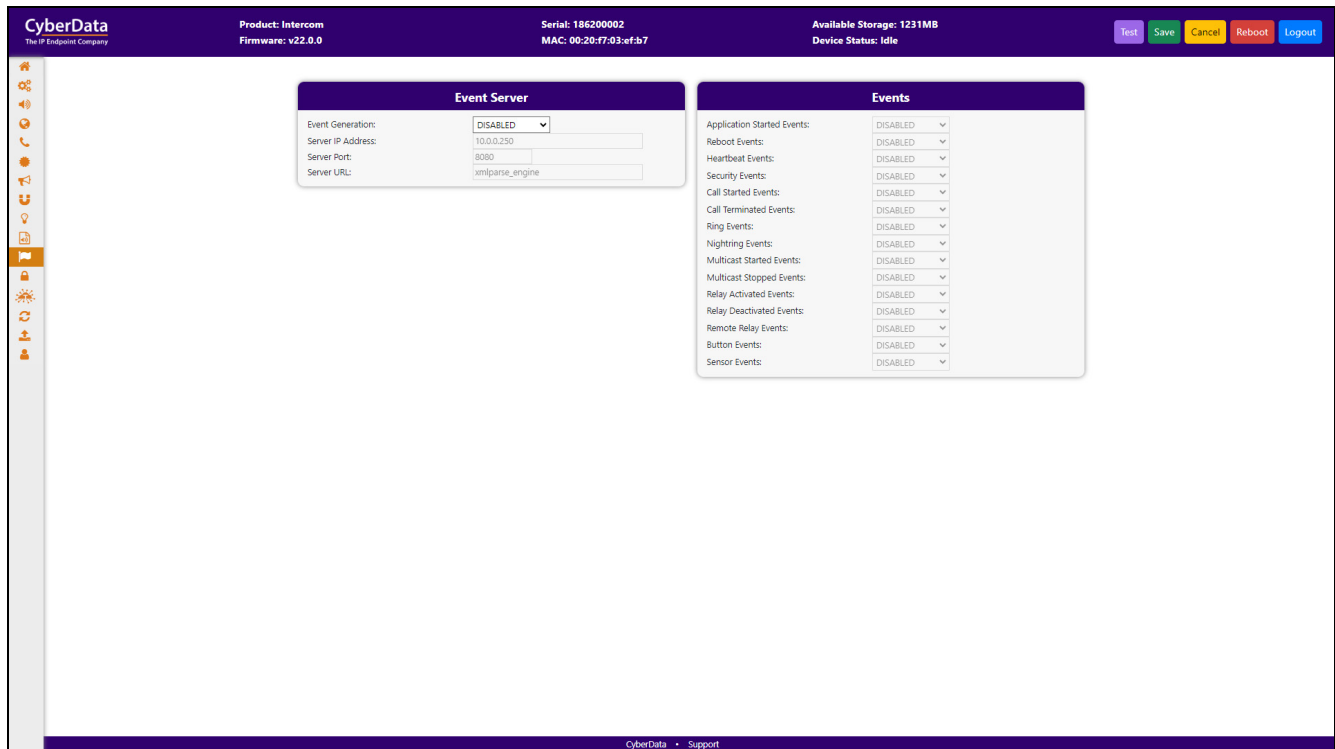 CyberData
The IP Endpoint Company
Product: Intercom
Firmware: v22.0.0
Serial: 186200002
MAC: 00:20:f7:03:ef:b7
Available Storage: 1231MB
Device Status: Idle
Test Save Cancel Reboot Logout
Event Server
Event Generation: DISABLED
Server IP Address: 10.0.0.250
Server Port: 8080
Server URL: xmlparse_engine
Events
Application Started Events: DISABLED
Reboot Events: DISABLED
Heartbeat Events: DISABLED
Security Events: DISABLED
Call Started Events: DISABLED
Call Terminated Events: DISABLED
Ring Events: DISABLED
Nightring Events: DISABLED
Multicast Started Events: DISABLED
Multicast Stopped Events: DISABLED
Relay Activated Events: DISABLED
Relay Deactivated Events: DISABLED
Remote Relay Events: DISABLED
Button Events: DISABLED
Sensor Events: DISABLED
CyberData • Support